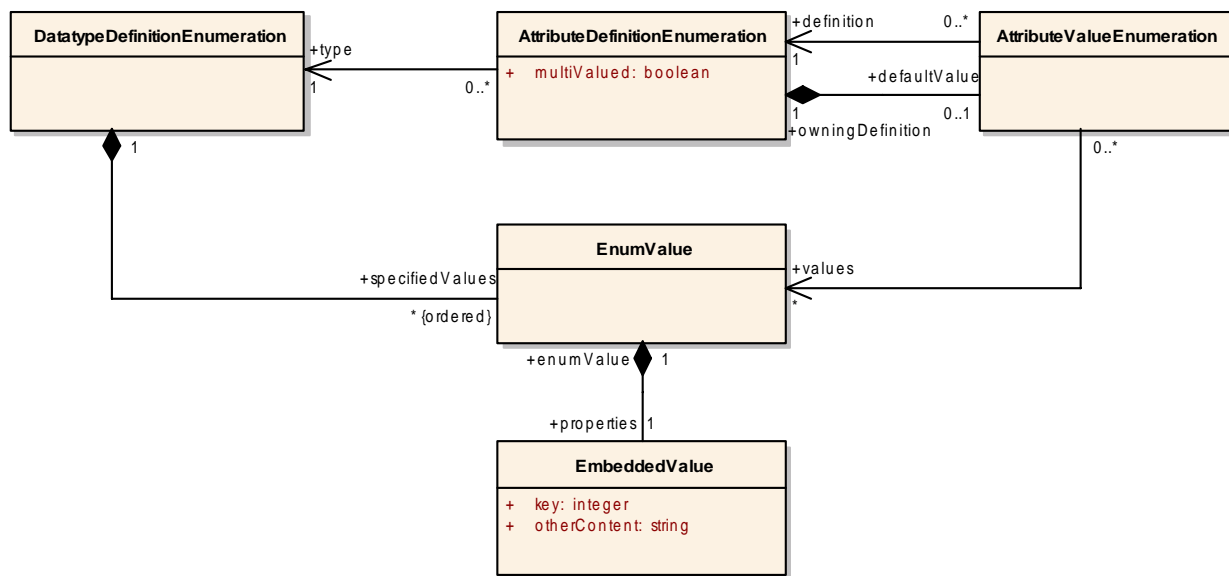 DatatypeDefinitionEnumeration
AttributeDefinitionEnumeration
+ multiValued: boolean
AttributeValueEnumeration
+type
1
0..*
+definition
1
0..*
+defaultValue
0..1
1
+owningDefinition
1
0..*
EnumValue
+specifiedValues
* {ordered}
+values
*
+enumValue
1
+properties
1
EmbeddedValue
+ key: integer
+ otherContent: string